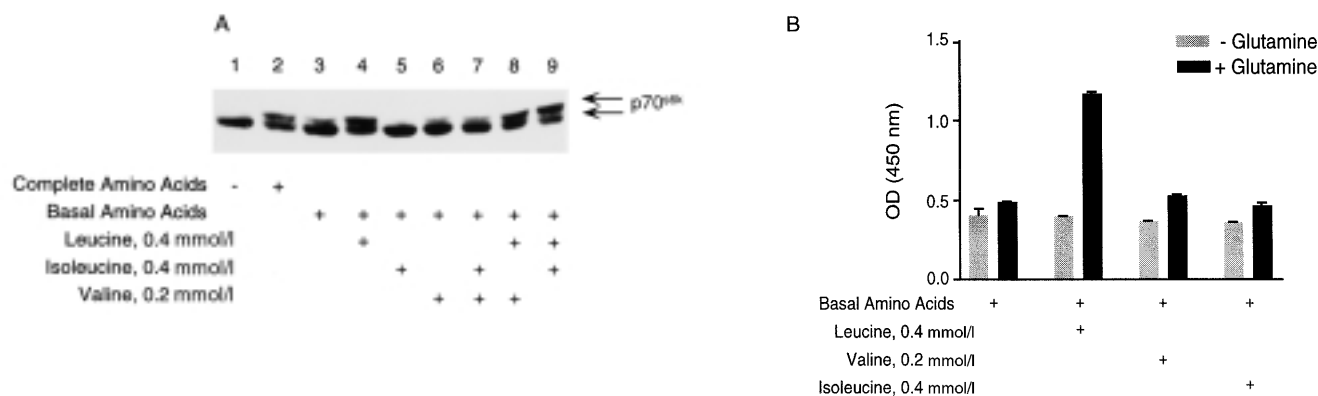 A
1 2 3 4 5 6 7 8 9
p70s6k
Complete Amino Acids - +
Basal Amino Acids + + + + + + +
Leucine, 0.4 mmol/l + + +
Isoleucine, 0.4 mmol/l + + +
Valine, 0.2 mmol/l + + +
B
- Glutamine
+ Glutamine
1.5
1.0
0.5
0.0
OD (450 nm)
Basal Amino Acids + + + +
Leucine, 0.4 mmol/l +
Valine, 0.2 mmol/l +
Isoleucine, 0.4 mmol/l +